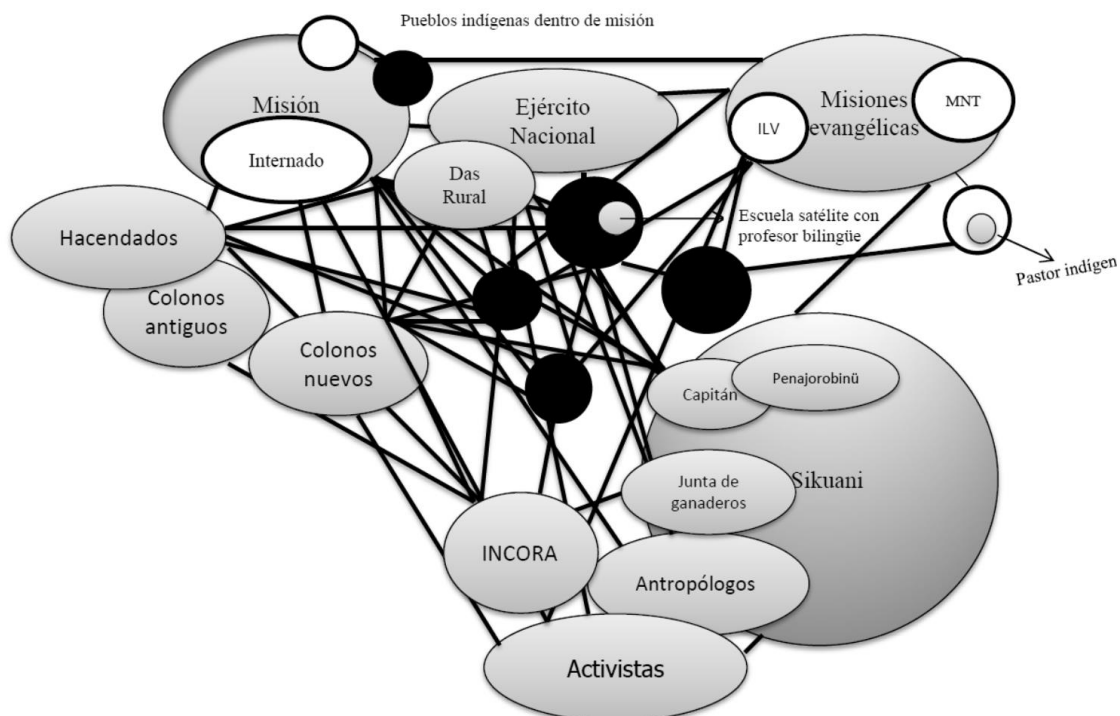 Pueblos indígenas dentro de misión
Misión
Internado
Ejército
Nacional
Das
Rural
Misiones
evangélicas
ILV
MNT
Hacendados
Colonos
antiguos
Colonos
nuevos
Escuela satélite con
profesor bilingüe
Pastor indígen
Capitán
Penajorobinü
Junta de
ganaderos
Sikuani
INCORA
Antropólogos
Activistas